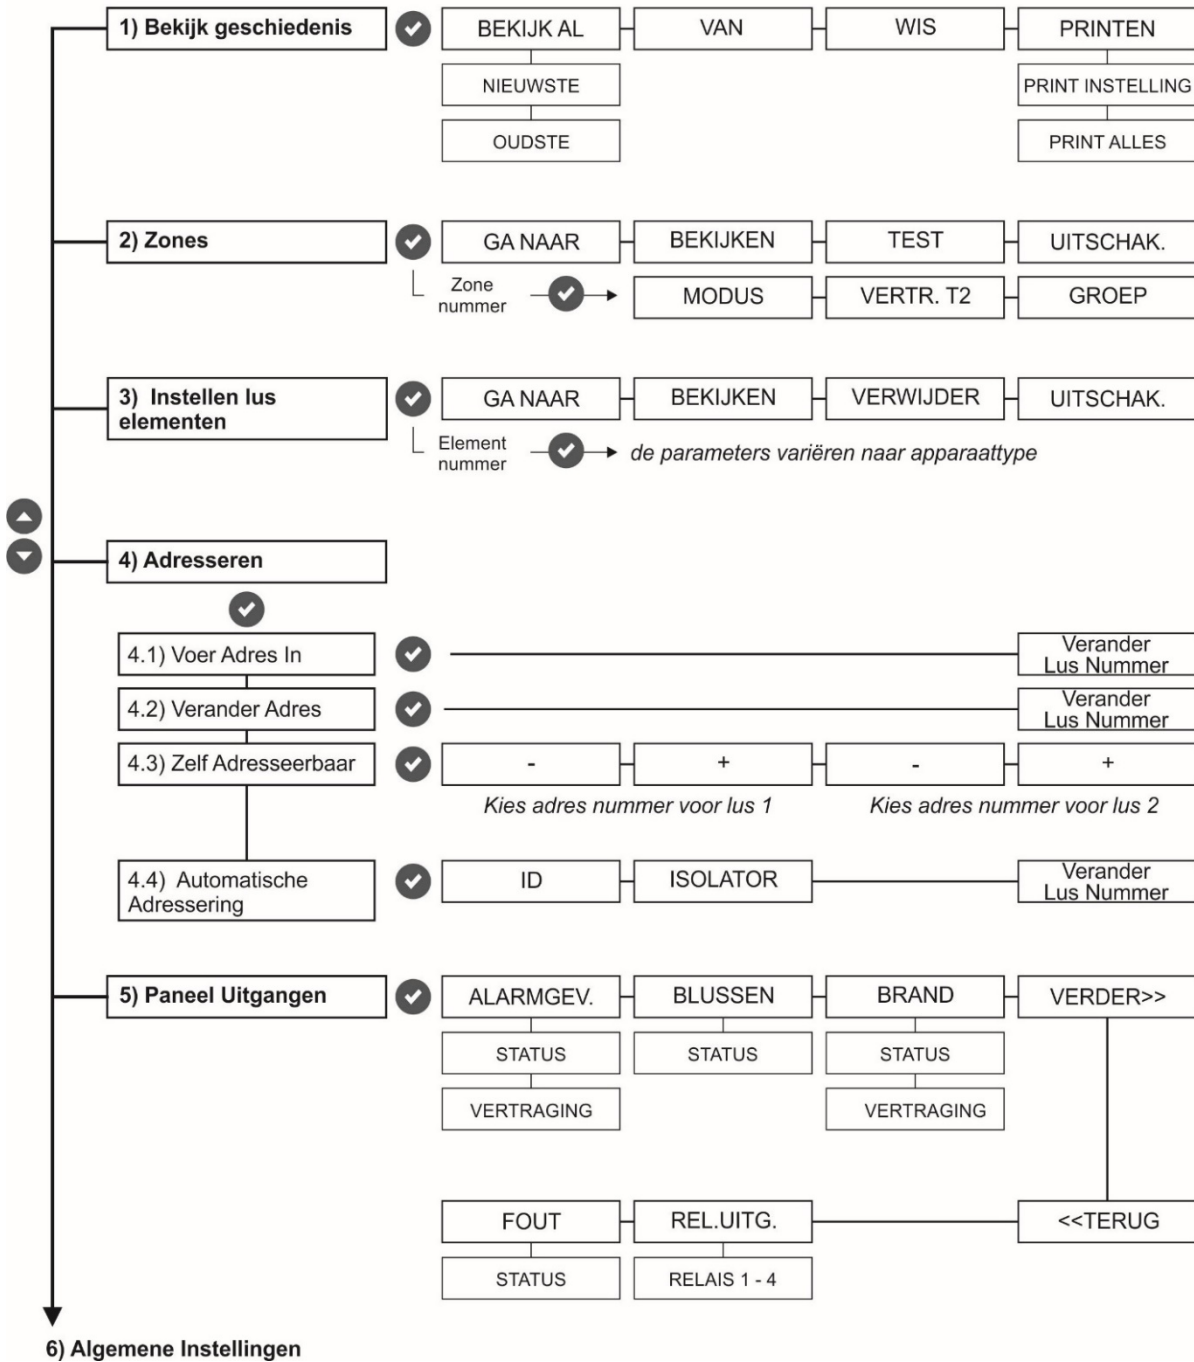 1) Bekijk geschiedenis
BEKIJK AL
VAN
WIS
PRINTEN
NIEUWSTE
PRINT INSTELLING
OUDSTE
PRINT ALLES
2) Zones
GA NAAR
BEKIJKEN
TEST
UITSCHAK.
Zone
nummer
MODUS
VERTR. T2
GROEP
3) Instellen lus
elementen
GA NAAR
BEKIJKEN
VERWIJDER
UITSCHAK.
Element
nummer
de parameters variëren naar apparaattype
4) Adresseren
4.1) Voer Adres In
Verander
Lus Nummer
4.2) Verander Adres
Verander
Lus Nummer
4.3) Zelf Adresseerbaar
-
+
-
+
Kies adres nummer voor lus 1
Kies adres nummer voor lus 2
4.4) Automatische
Adressering
ID
ISOLATOR
Verander
Lus Nummer
5) Paneel Uitgangen
ALARMGEV.
BLUSSEN
BRAND
VERDER>>
STATUS
STATUS
STATUS
VERTRAGING
VERTRAGING
FOUT
REL.UITG.
<<TERUG
STATUS
RELAIS 1 - 4
6) Algemene Instellingen